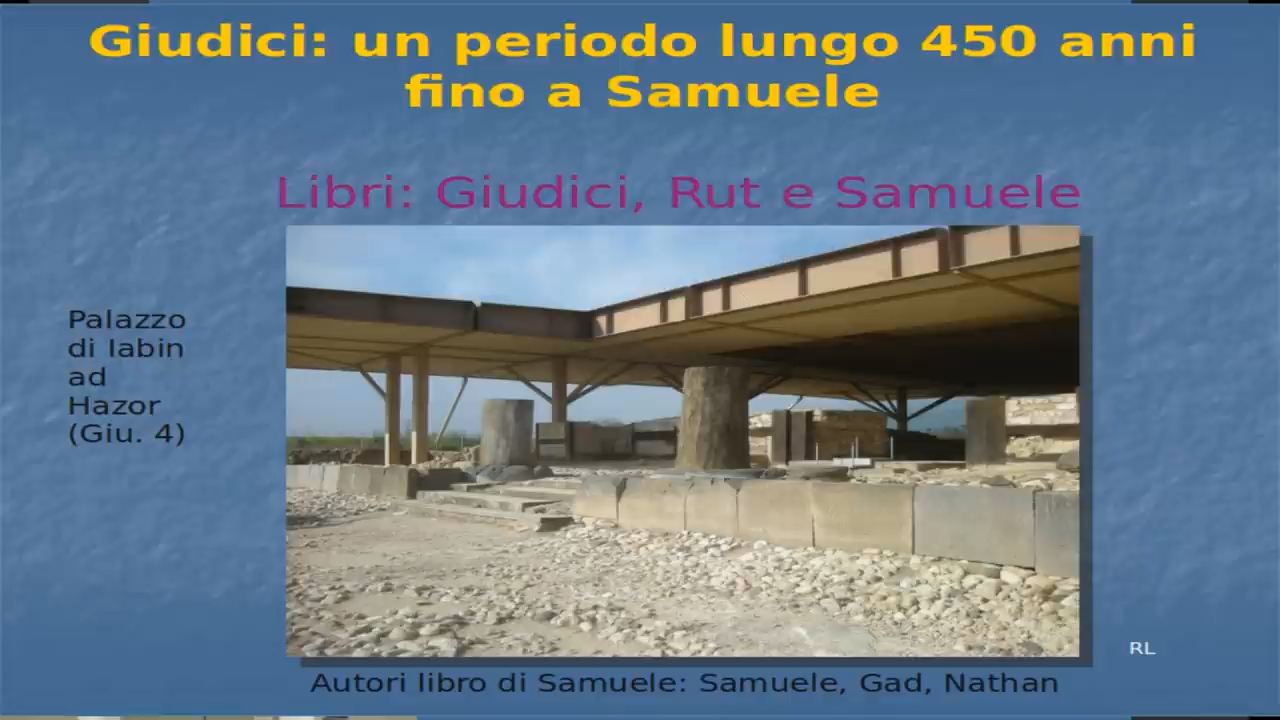 Giudici: un periodo lungo 450 anni
fino a Samuele
Libri: Giudici, Rut e Samuele
Palazzo
di Iabin
ad
Hazor
(Giu. 4)
RL
Autori libro di Samuele: Samuele, Gad, Nathan